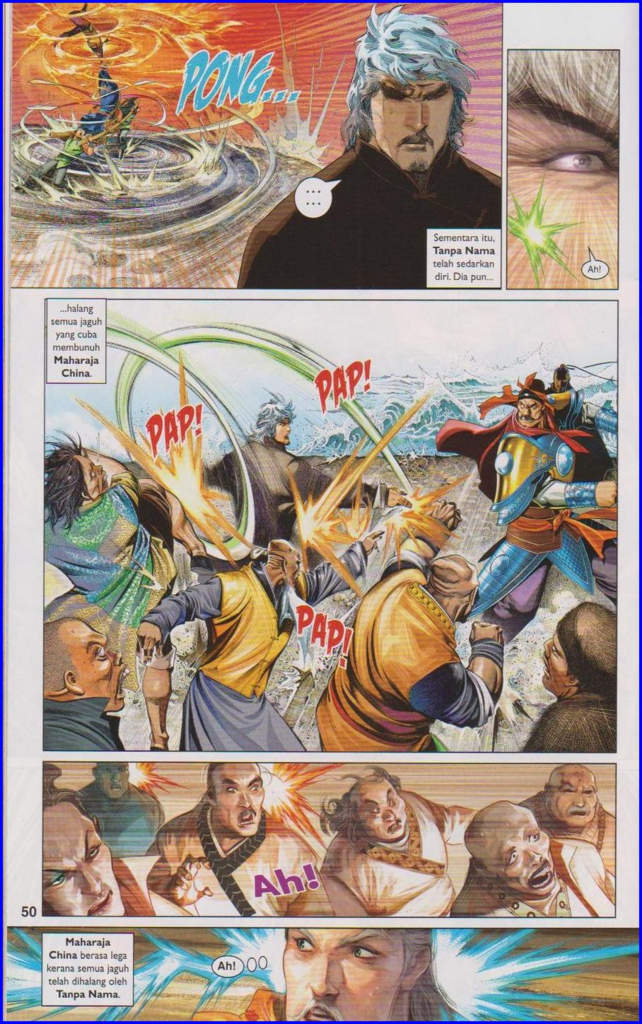 PONG...
... ...
Sementara itu,
Tanpa Nama
telah sedarkan
diri. Dia pun...
Ah!
...halang
semua jaguh
yang cuba
membunuh
Maharaja
China.
PAP!
PAP!
PAP!
Ah!
50
Maharaja
China berasa lega
kerana semua jaguh
telah dihalang oleh
Tanpa Nama.
Ah!